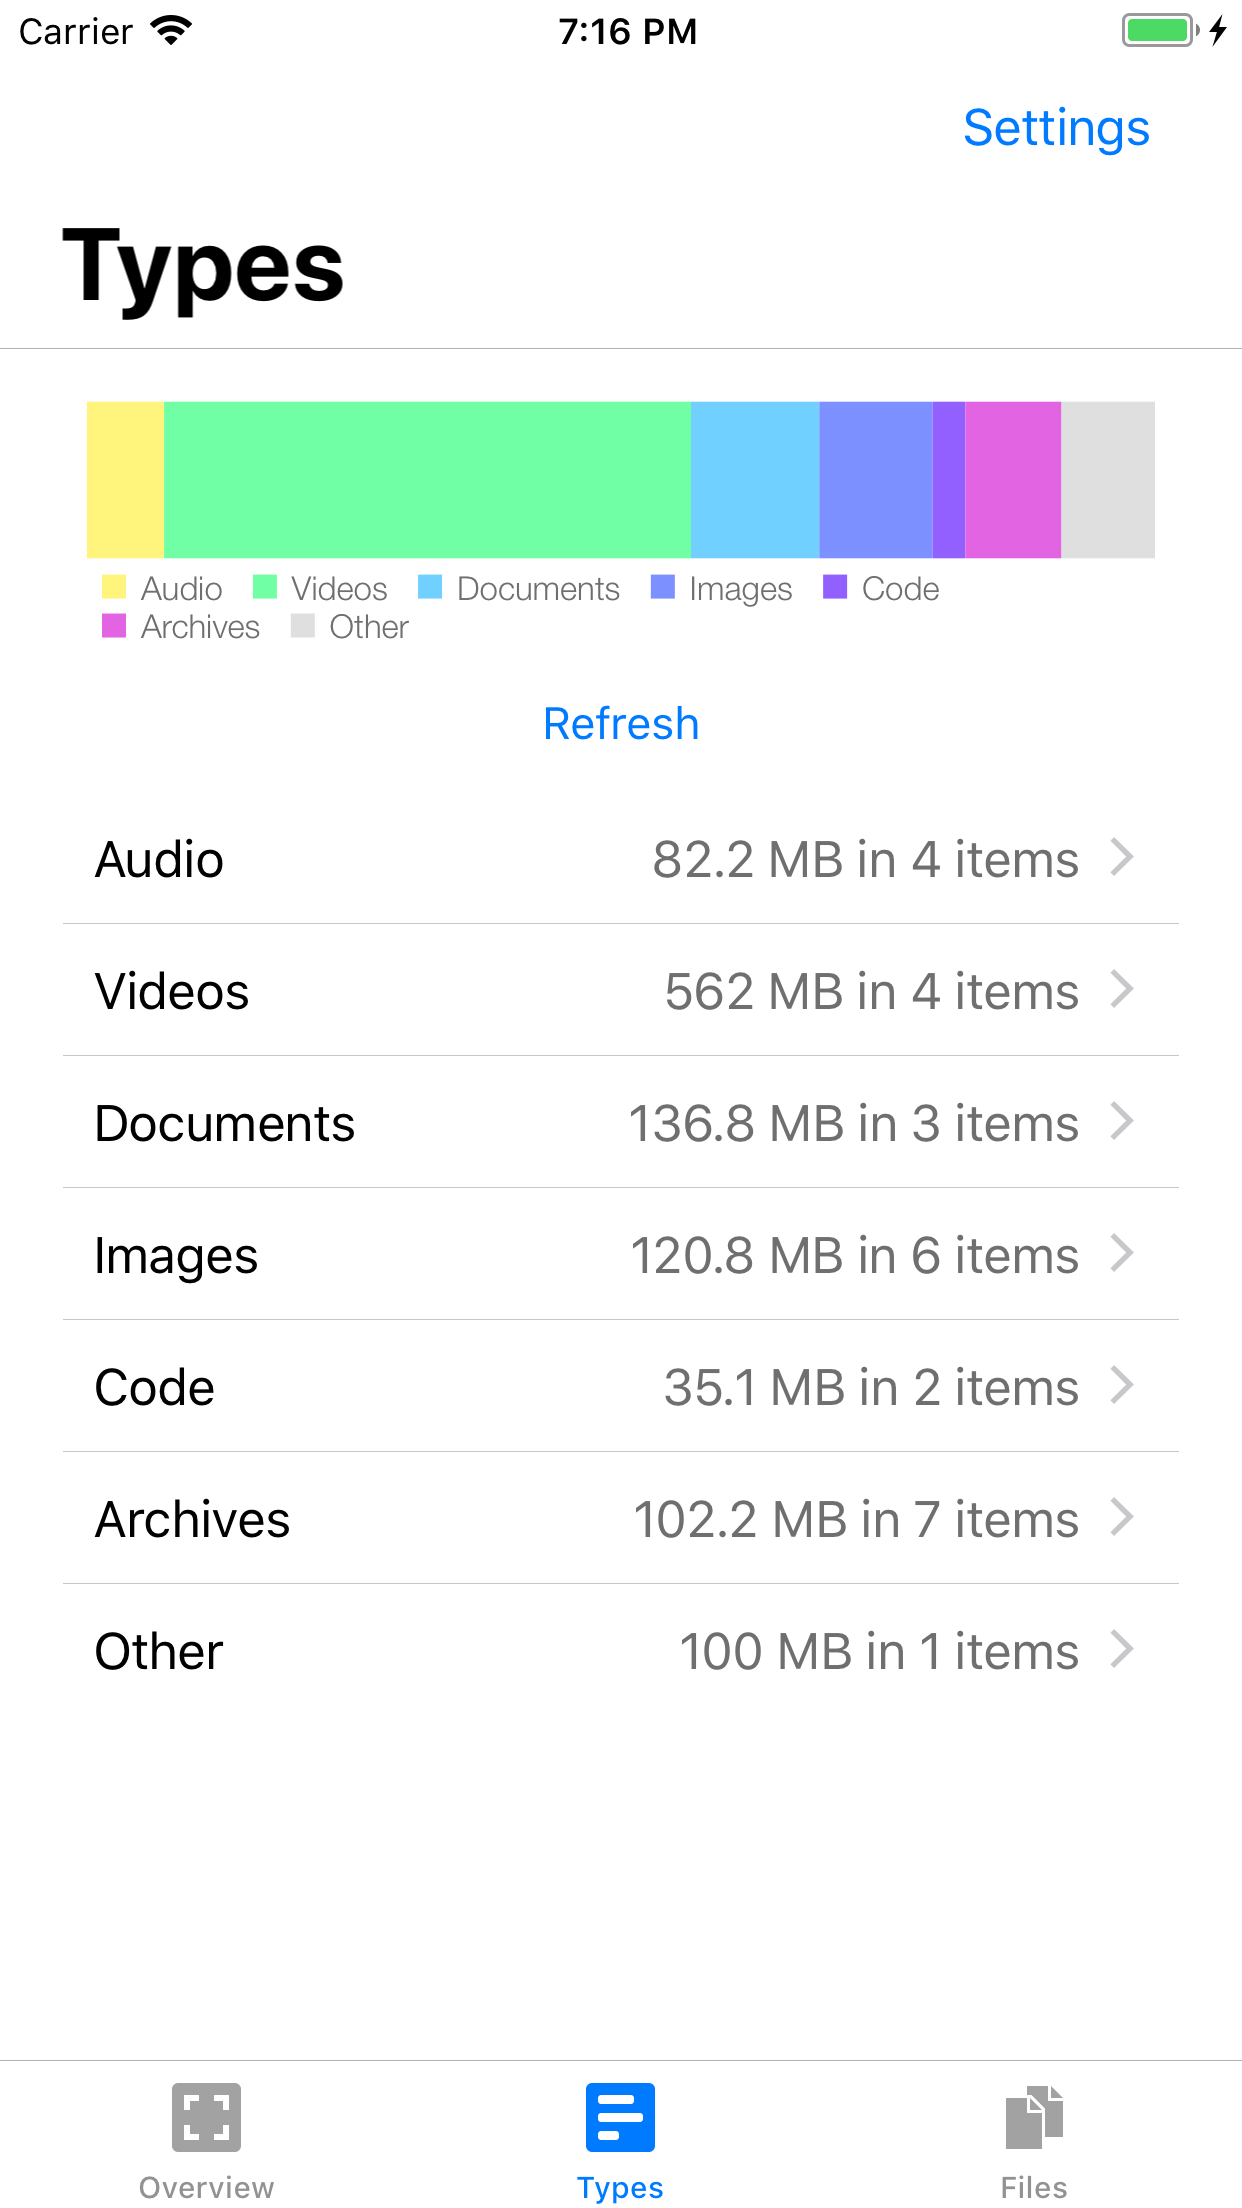 Carrier 7:16 PM
Settings
Types
Audio Videos Documents Images Code
Archives Other
Refresh
Audio 82.2 MB in 4 items
Videos 562 MB in 4 items
Documents 136.8 MB in 3 items
Images 120.8 MB in 6 items
Code 35.1 MB in 2 items
Archives 102.2 MB in 7 items
Other 100 MB in 1 items
Overview Types Files